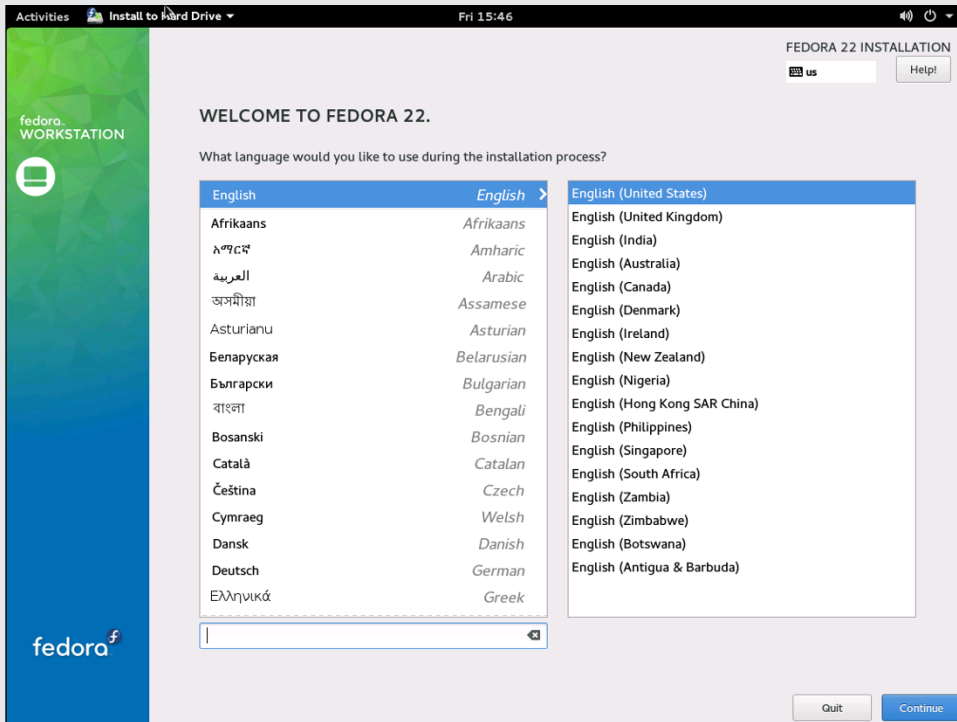 Activities Install to Hard Drive Fri 15:46
FEDORA 22 INSTALLATION
us Help!
fedora
WORKSTATION
WELCOME TO FEDORA 22.
What language would you like to use during the installation process?
English English
Afrikaans Afrikaans
አማርኛ Amharic
العربية Arabic
অসমীয়া Assamese
Asturianu Asturian
Беларуская Belarusian
Български Bulgarian
বাংলা Bengali
Bosanski Bosnian
Català Catalan
Čeština Czech
Cymraeg Welsh
Dansk Danish
Deutsch German
Ελληνικά Greek
English (United States)
English (United Kingdom)
English (India)
English (Australia)
English (Canada)
English (Denmark)
English (Ireland)
English (New Zealand)
English (Nigeria)
English (Hong Kong SAR China)
English (Philippines)
English (Singapore)
English (South Africa)
English (Zambia)
English (Zimbabwe)
English (Botswana)
English (Antigua & Barbuda)
fedora
Quit Continue